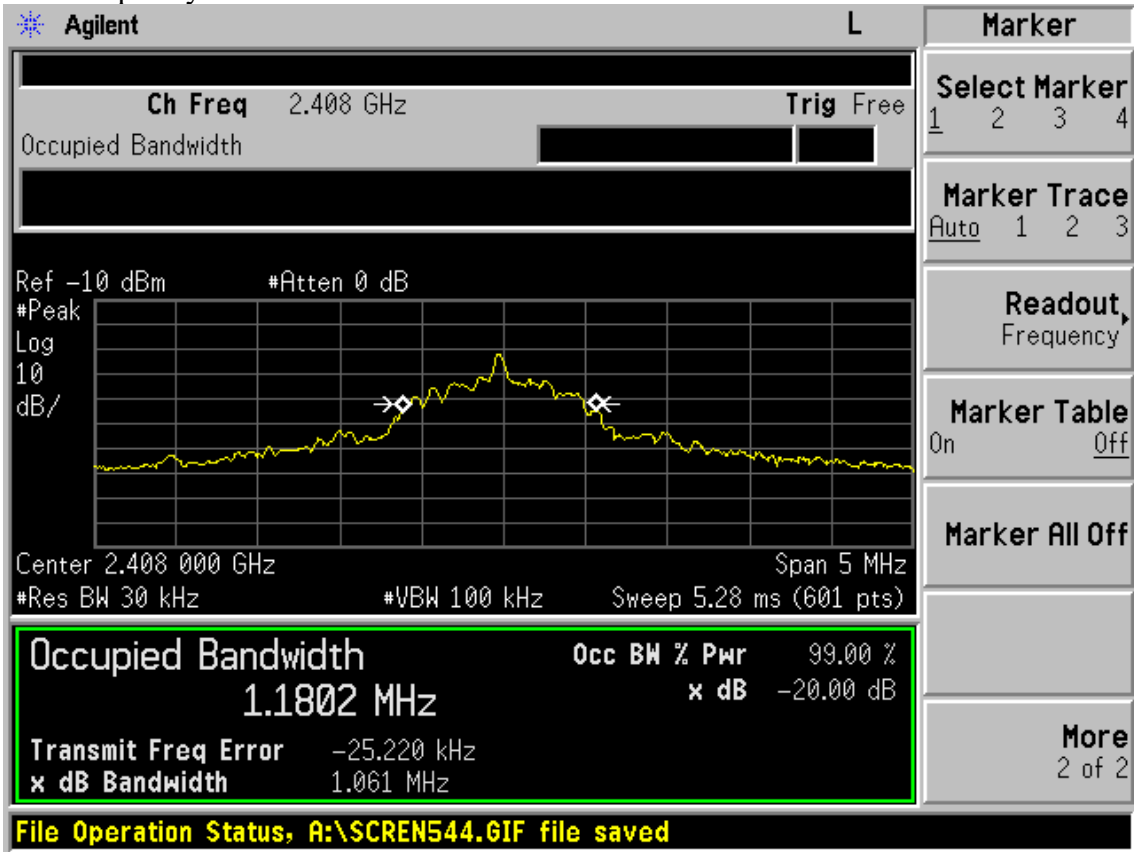 Agilent L Marker
Ch Freq 2.408 GHz Trig Free
Occupied Bandwidth
Ref -10 dBm #Atten 0 dB
#Peak
Log
10
dB/
Center 2.408 000 GHz Span 5 MHz
#Res BW 30 kHz #VBW 100 kHz Sweep 5.28 ms (601 pts)
Occupied Bandwidth Occ BW % Pwr 99.00 %
1.1802 MHz x dB -20.00 dB
Transmit Freq Error -25.220 kHz
x dB Bandwidth 1.061 MHz
File Operation Status, A:\SCREN544.GIF file saved
Select Marker
1 2 3 4
Marker Trace
Auto 1 2 3
Readout
Frequency
Marker Table
On Off
Marker All Off
More
2 of 2